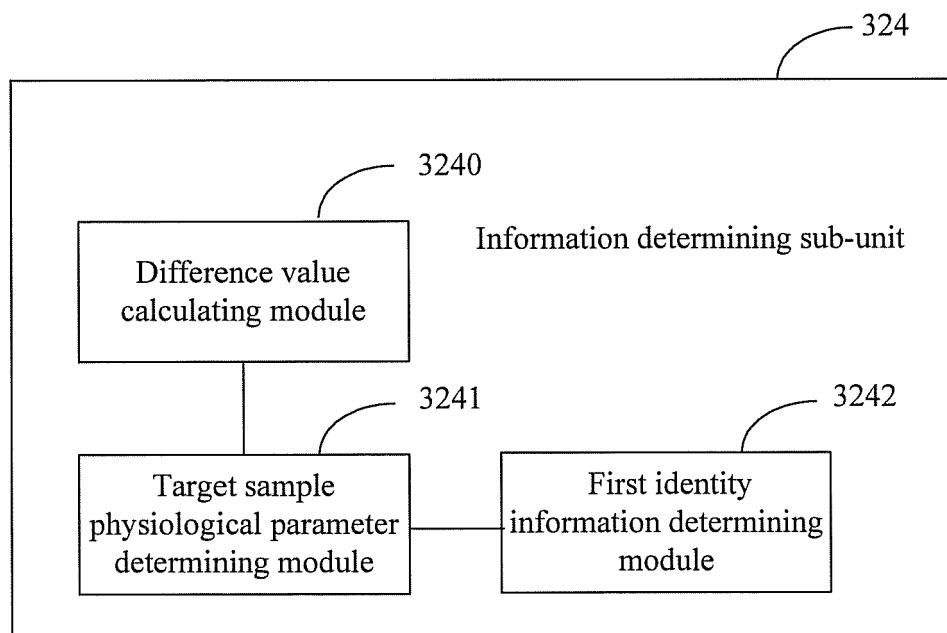 324
3240
Information determining sub-unit
Difference value
calculating module
3241
3242
Target sample
physiological parameter
determining module
First identity
information determining
module